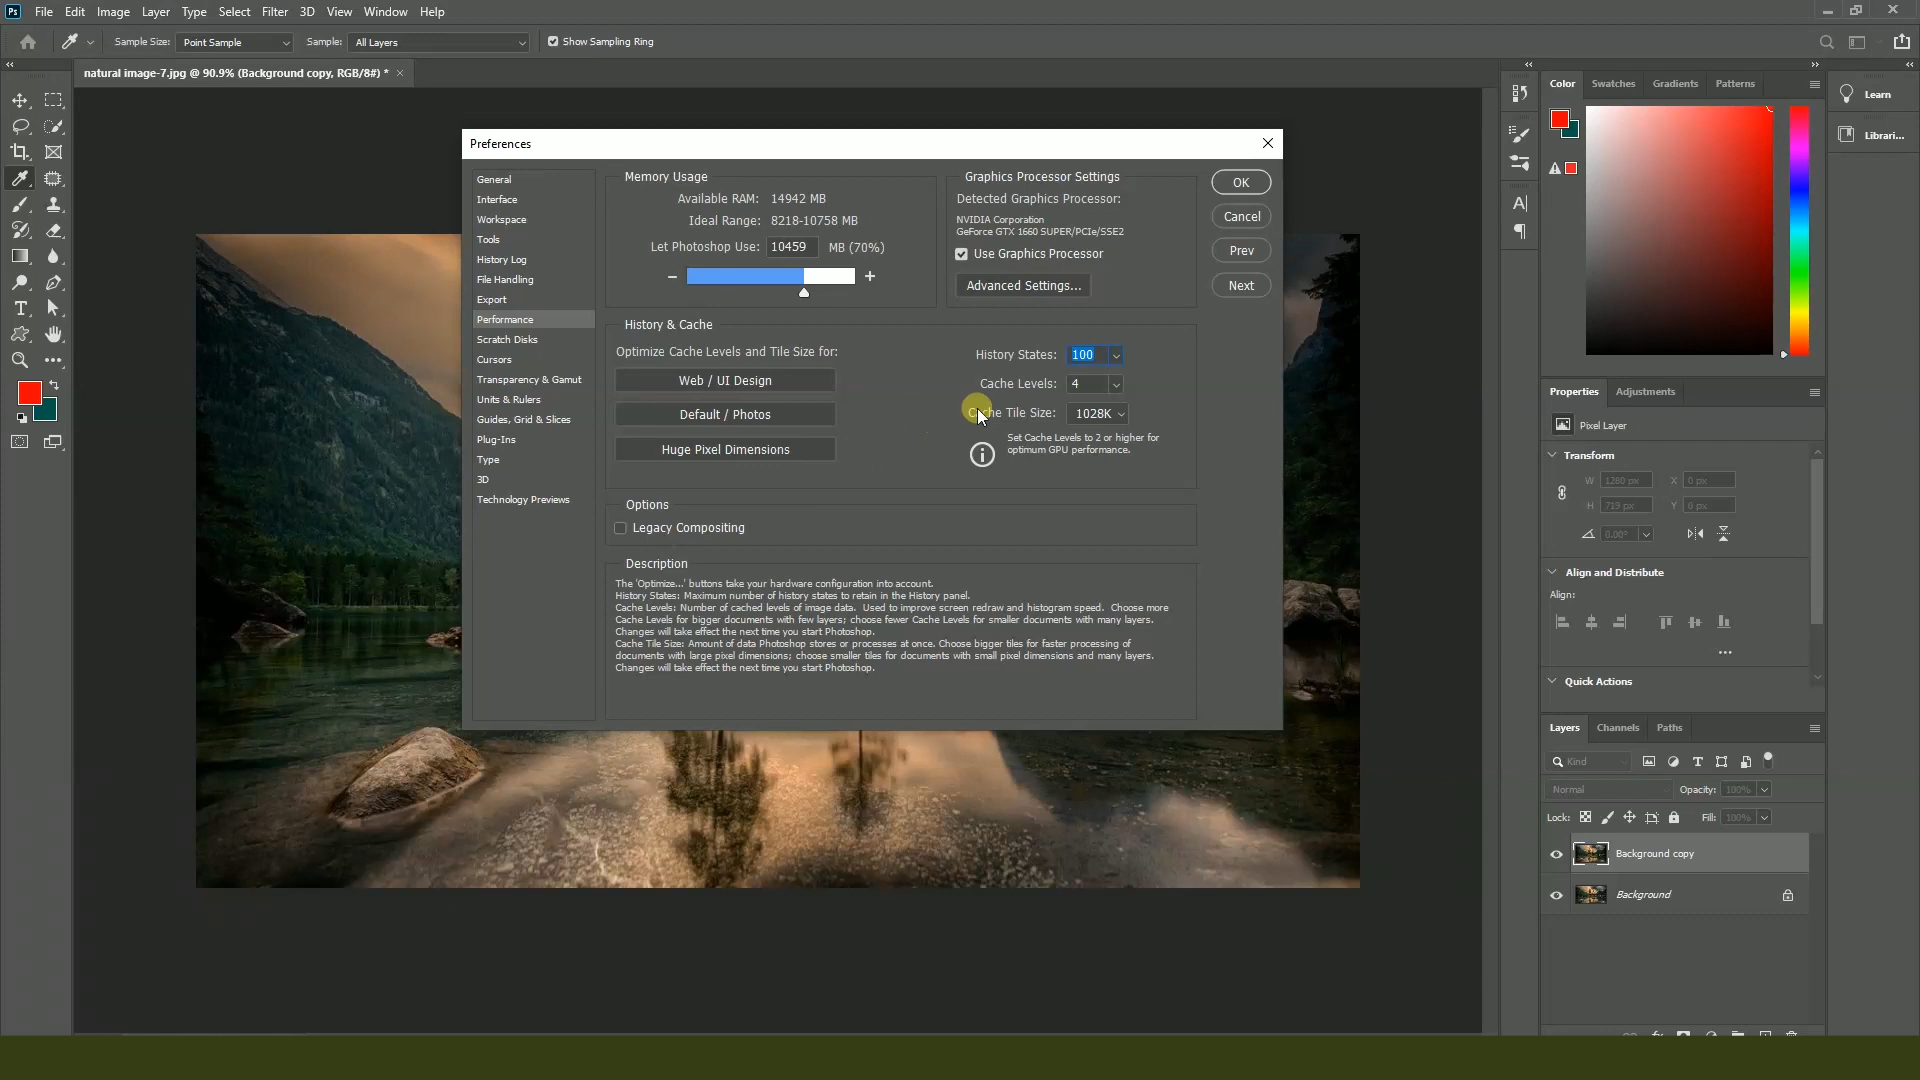 Ps File Edit Image Layer Type Select Filter 3D View Window Help
Sample Size: Point Sample Sample: All Layers Show Sampling Ring
natural image-7.jpg @ 90.9% (Background copy, RGB/8#) * ×
Preferences
General
Interface
Workspace
Tools
History Log
File Handling
Export
Performance
Scratch Disks
Cursors
Transparency & Gamut
Units & Rulers
Guides, Grid & Slices
Plug-Ins
Type
3D
Technology Previews
Memory Usage
Available RAM: 14942 MB
Ideal Range: 8218-10758 MB
Let Photoshop Use: 10459 MB (70%)
Graphics Processor Settings
Detected Graphics Processor:
NVIDIA Corporation
GeForce GTX 1660 SUPER/PCIe/SSE2
Use Graphics Processor
Advanced Settings...
OK
Cancel
Prev
Next
History & Cache
Optimize Cache Levels and Tile Size for:
Web / UI Design
Default / Photos
Huge Pixel Dimensions
History States: 100
Cache Levels: 4
Cache Tile Size: 1028K
Set Cache Levels to 2 or higher for
optimum GPU performance.
Options
Legacy Compositing
Description
The 'Optimize...' buttons take your hardware configuration into account.
History States: Maximum number of history states to retain in the History panel.
Cache Levels: Number of cached levels of image data. Used to improve screen redraw and histogram speed. Choose more
Cache Levels for bigger documents with few layers; choose fewer Cache Levels for smaller documents with many layers.
Changes will take effect the next time you start Photoshop.
Cache Tile Size: Amount of data Photoshop stores or processes at once. Choose bigger tiles for faster processing of
documents with large pixel dimensions; choose smaller tiles for documents with small pixel dimensions and many layers.
Changes will take effect the next time you start Photoshop.
Color Swatches Gradients Patterns
Learn
Librari...
Properties Adjustments
Pixel Layer
Transform
W 1280 px X 0 px
H 719 px Y 0 px
0.00°
Align and Distribute
Align:
Quick Actions
Layers Channels Paths
Kind
Normal Opacity: 100%
Lock: Fill: 100%
Background copy
Background